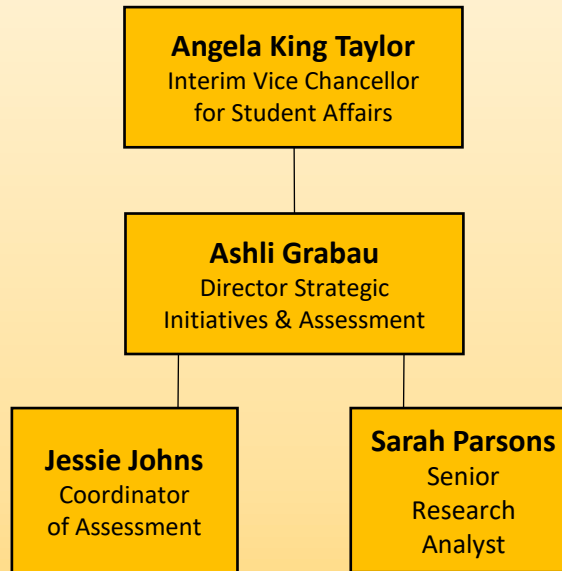 Angela King Taylor
Interim Vice Chancellor
for Student Affairs
Ashli Grabau
Director Strategic
Initiatives & Assessment
Jessie Johns
Coordinator
of Assessment
Sarah Parsons
Senior
Research
Analyst